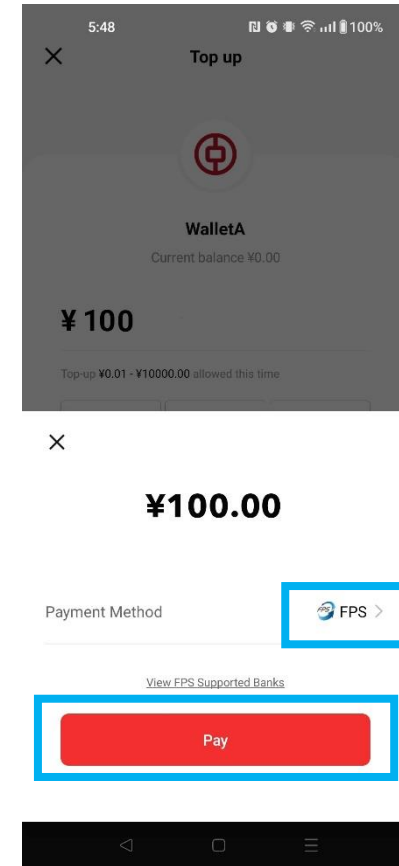 5:48 100%
Top up
WalletA
Current balance ¥0.00
¥ 100
Top-up ¥0.01 - ¥10000.00 allowed this time
¥100.00
Payment Method FPS FPS
View FPS Supported Banks
Pay